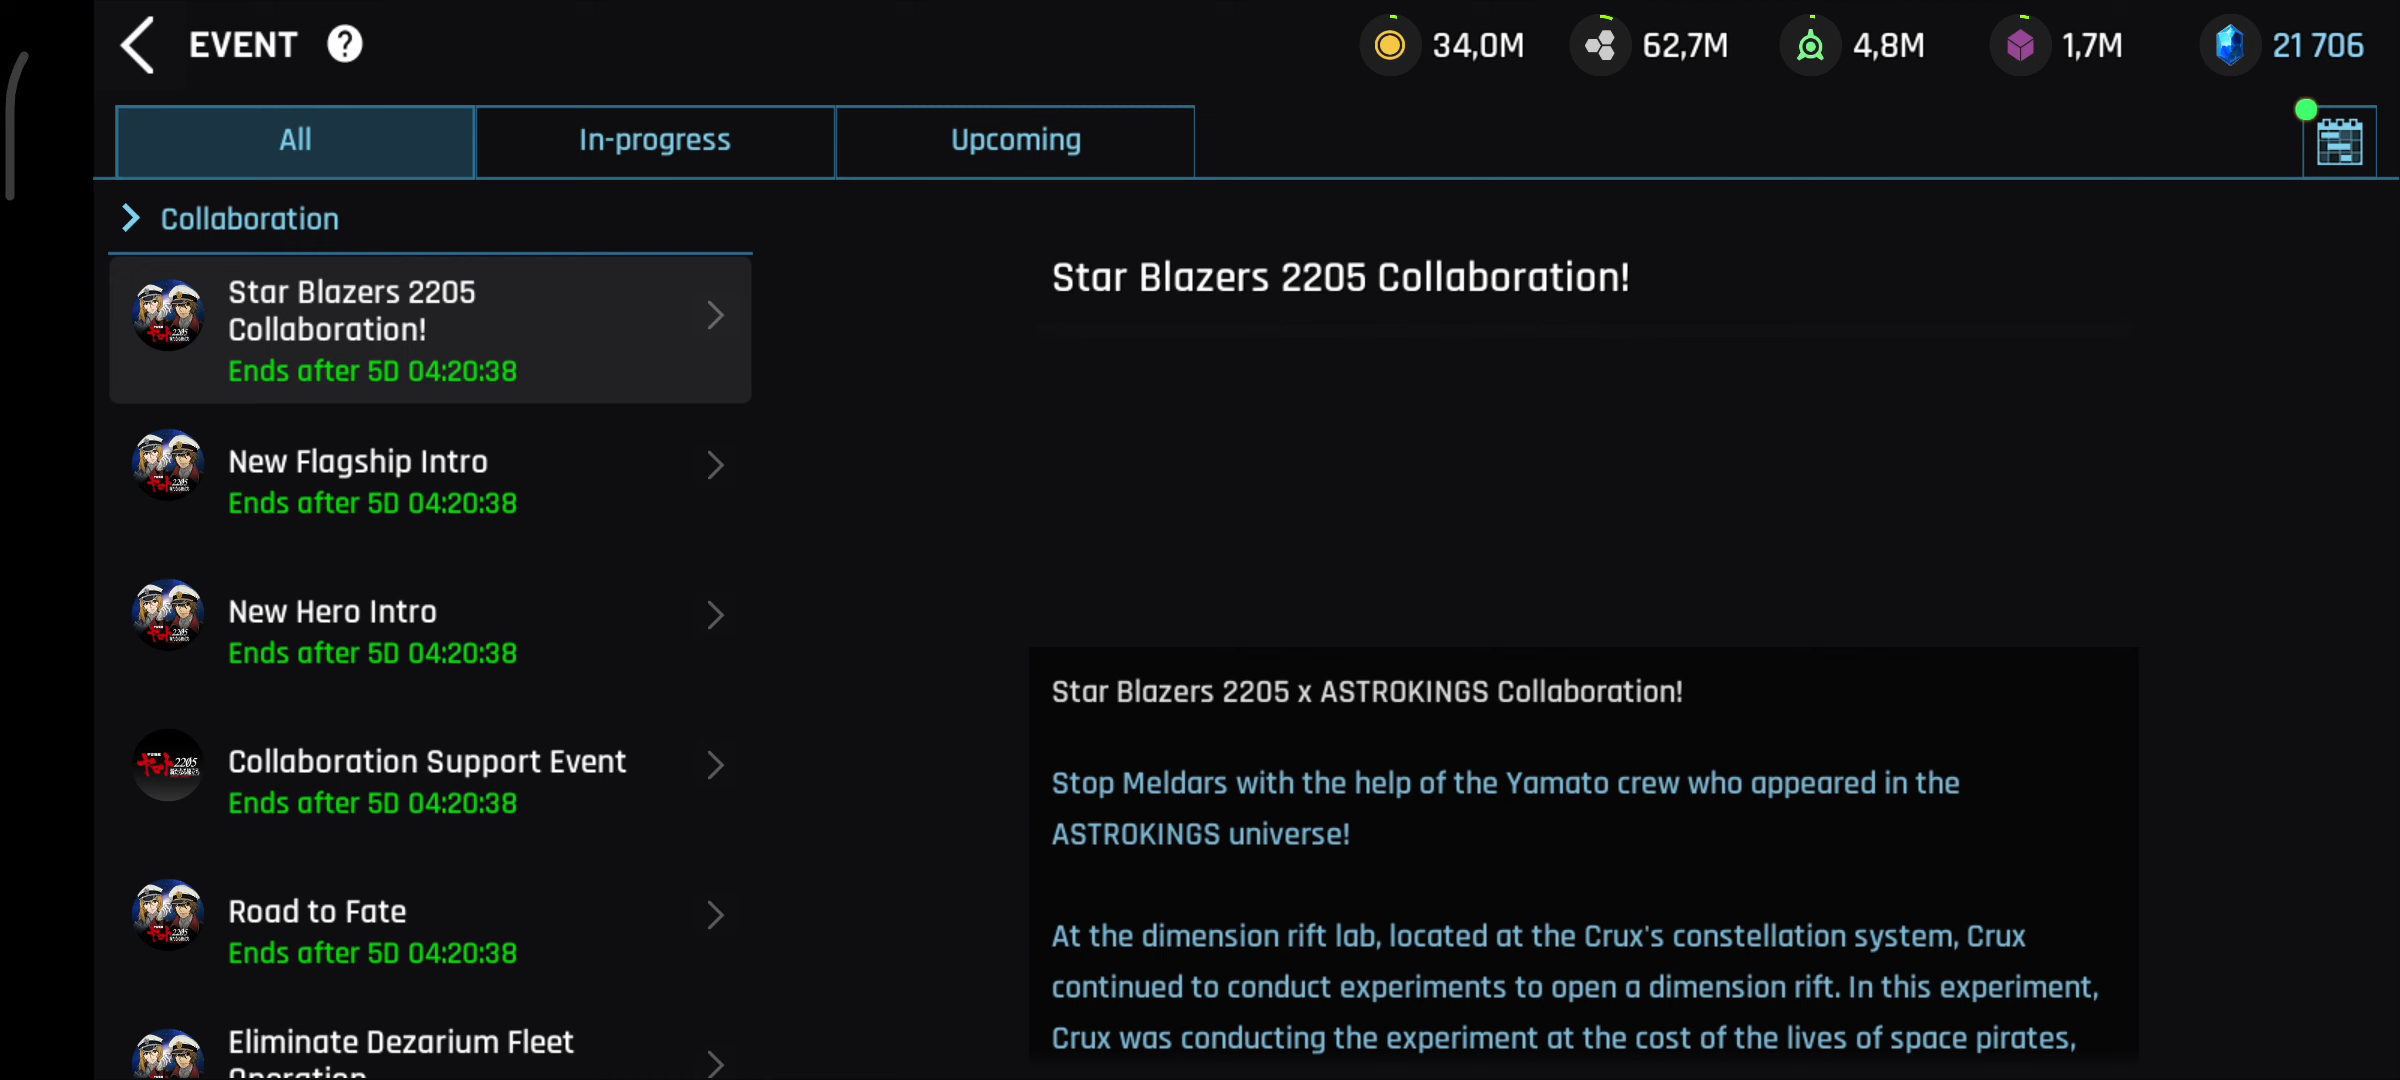 EVENT ?
34,0M
62,7M
4,8M
1,7M
21 706
All
In-progress
Upcoming
Collaboration
Star Blazers 2205
Collaboration!
Ends after 5D 04:20:38
New Flagship Intro
Ends after 5D 04:20:38
New Hero Intro
Ends after 5D 04:20:38
Collaboration Support Event
Ends after 5D 04:20:38
Road to Fate
Ends after 5D 04:20:38
Eliminate Dezarium Fleet
Operation
Star Blazers 2205 Collaboration!
Star Blazers 2205 x ASTROKINGS Collaboration!
Stop Meldars with the help of the Yamato crew who appeared in the
ASTROKINGS universe!
At the dimension rift lab, located at the Crux's constellation system, Crux
continued to conduct experiments to open a dimension rift. In this experiment,
Crux was conducting the experiment at the cost of the lives of space pirates,